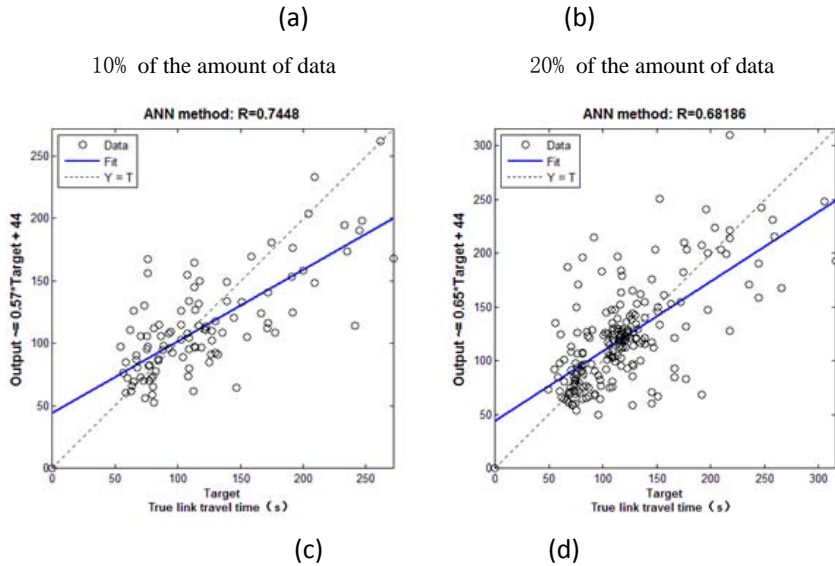 (a)
(b)
10% of the amount of data
20% of the amount of data
ANN method: R=0.7448
Data
Fit
Y = T
250
200
150
100
50
0
Output ~= 0.57*Target + 44
0
50
100
150
200
250
Target
True link travel time (s)
ANN method: R=0.68186
Data
Fit
Y = T
300
250
200
150
100
50
0
Output ~= 0.65*Target + 44
0
50
100
150
200
250
300
Target
True link travel time (s)
(c)
(d)